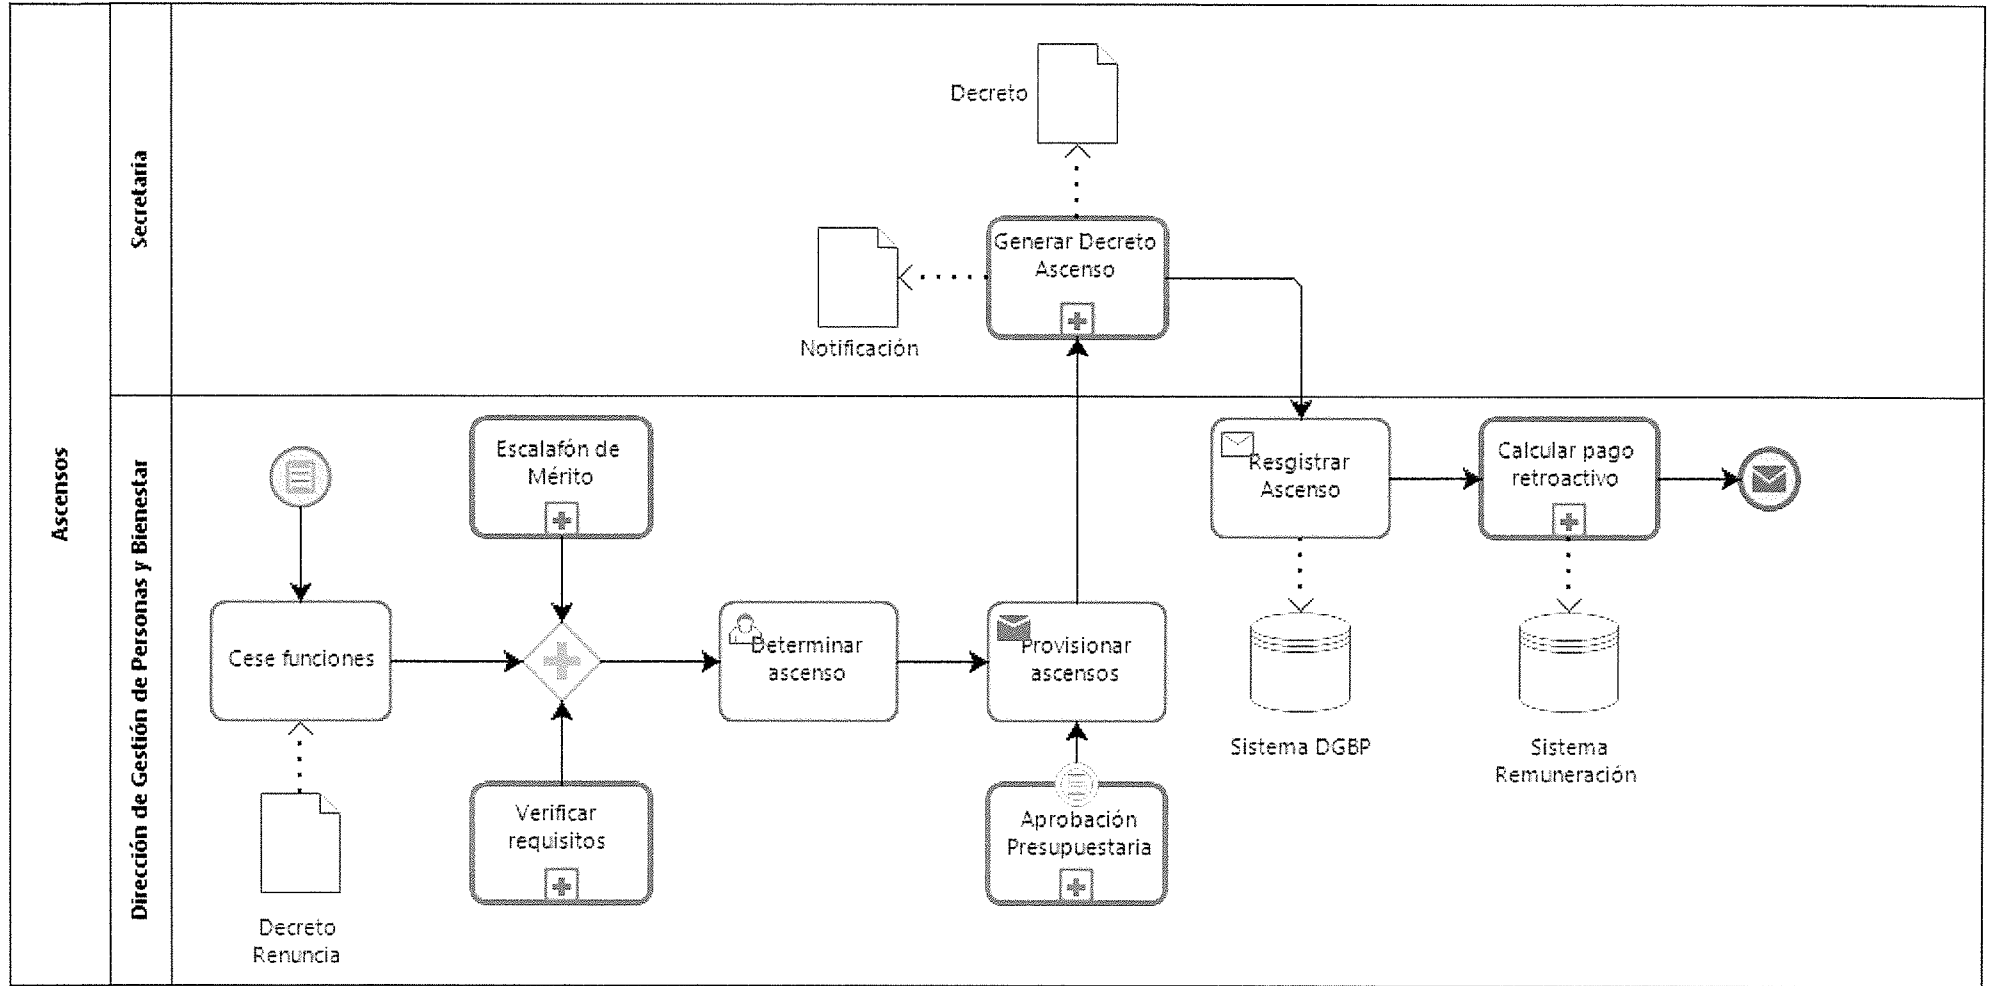 Ascensos
Secretaría
Decreto
Generar Decreto
Ascenso
Notificación
Dirección de Gestión de Personas y Bienestar
Escalafón de
Mérito
Cese funciones
Determinar
ascenso
Provisionar
ascensos
Resgistrar
Ascenso
Calcular pago
retroactivo
Verificar
requisitos
Aprobación
Presupuestaria
Sistema DGBP
Sistema
Remuneración
Decreto
Renuncia